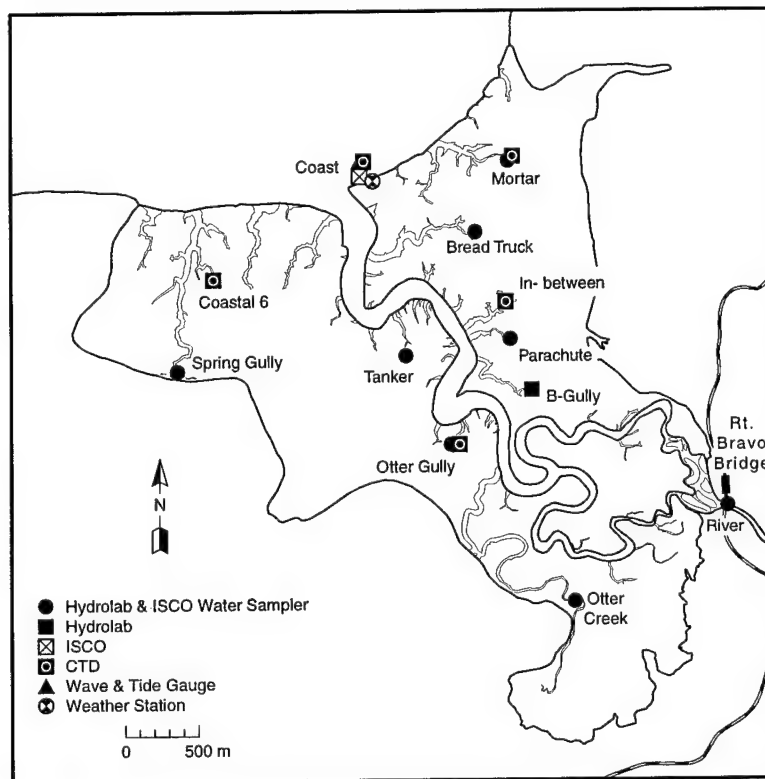 Coast
Mortar
Bread Truck
In- between
Coastal 6
Parachute
Spring Gully
Tanker
B-Gully
Rt.
Bravo
Bridge
Otter Gully
N
River
Otter
Creek
Hydrolab & ISCO Water Sampler
Hydrolab
ISCO
CTD
Wave & Tide Gauge
Weather Station
0 500 m